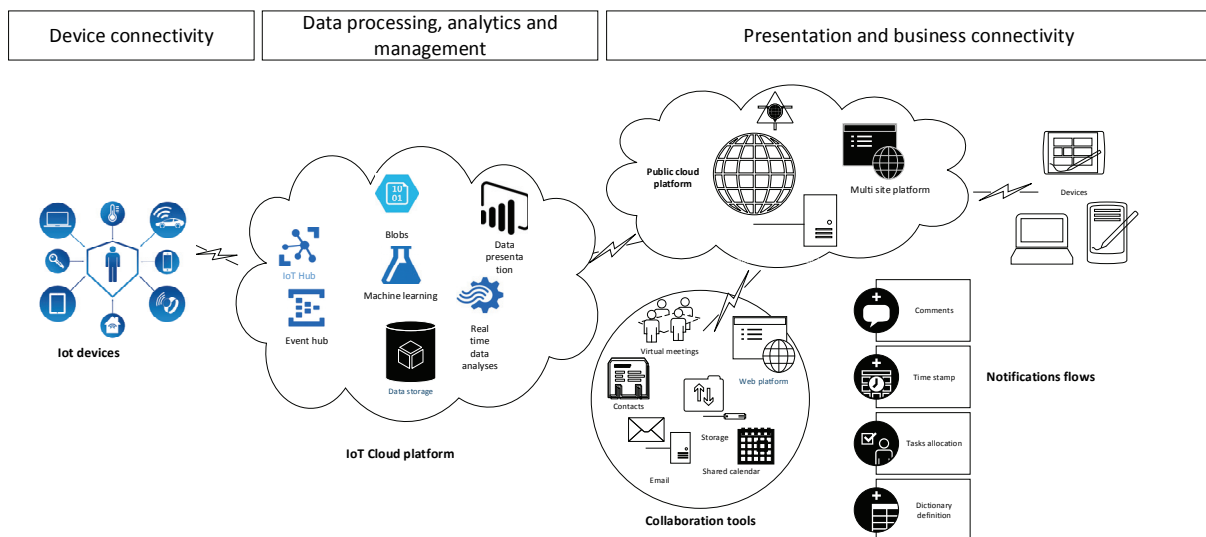 Device connectivity
Data processing, analytics and
management
Presentation and business connectivity
Iot devices
IoT Hub
Event hub
10
01
Blobs
Machine learning
Data storage
Data
presenta
tion
Real
time
data
analyses
IoT Cloud platform
Public cloud
platform
Multi site platform
Devices
Virtual meetings
Web platform
Contacts
Storage
Email
Shared calendar
Collaboration tools
Comments
Time stamp
Tasks allocation
Dictionary
definition
Notifications flows